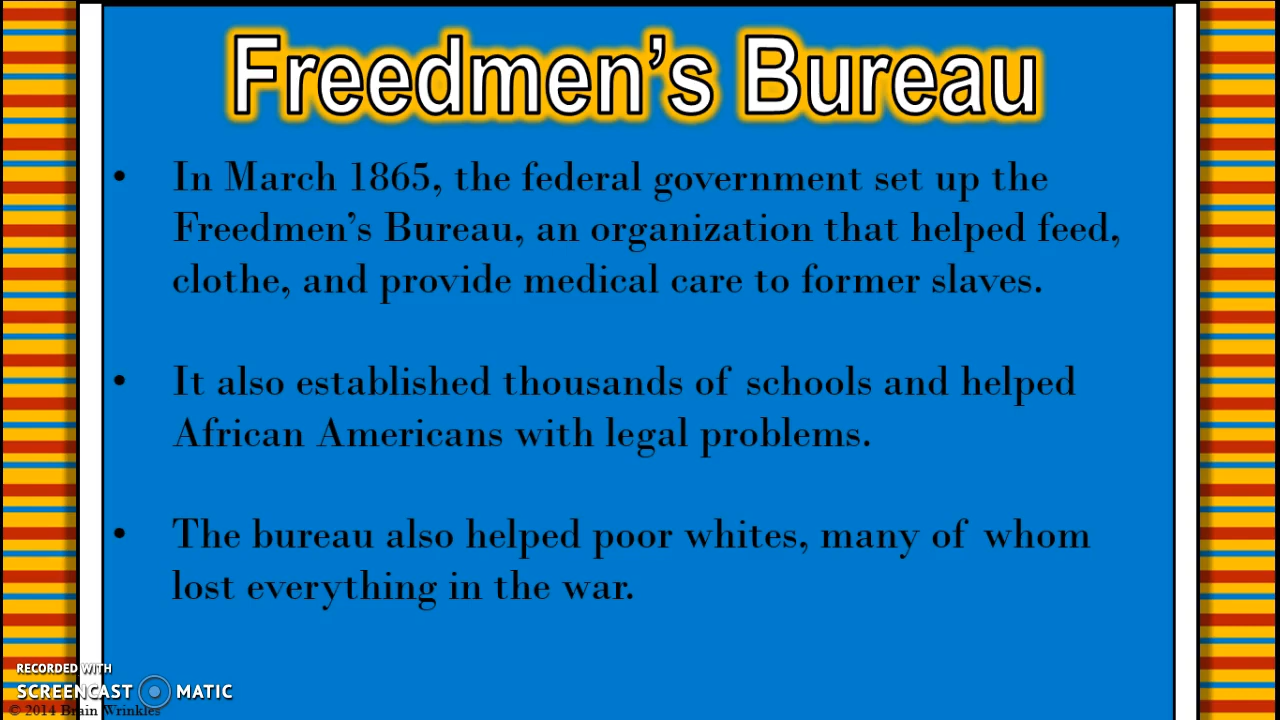 Freedmen’s Bureau
• In March 1865, the federal government set up the
Freedmen’s Bureau, an organization that helped feed,
clothe, and provide medical care to former slaves.
• It also established thousands of schools and helped
African Americans with legal problems.
• The bureau also helped poor whites, many of whom
lost everything in the war.
RECORDED WITH
SCREENCAST MATIC
© 2014 Brain Wrinkles